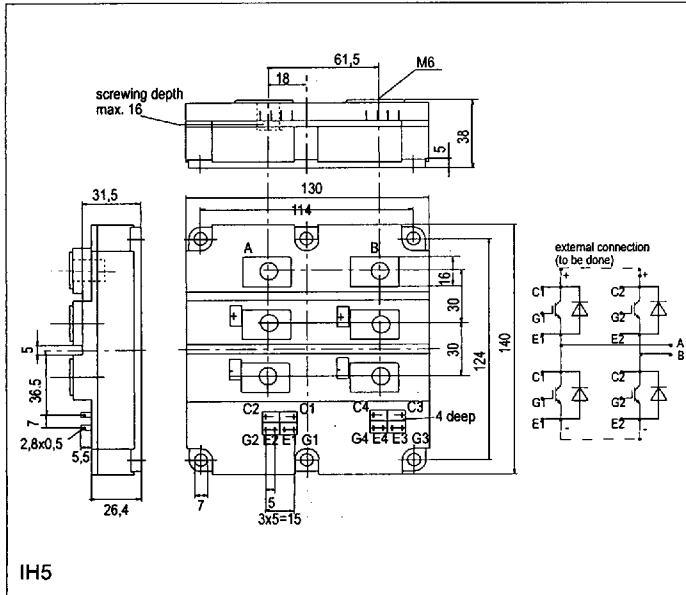 61,5
M6
18
screwing depth
max. 16
38
5
130
31,5
114
A
B
16
30
30
124
140
5
36.5
7
2,8x0,5
5,5
26,4
+
+
-
-
C2 C1
C4 C3
4 deep
G2 E2 E1 G1
G4 E4 E3 G3
7
5
3x5=15
external connection
(to be done)
+ +
C1 C2
G1 G2
E1 E2
A
B
C1 C2
G1 G2
E1 E2
- -
IH5